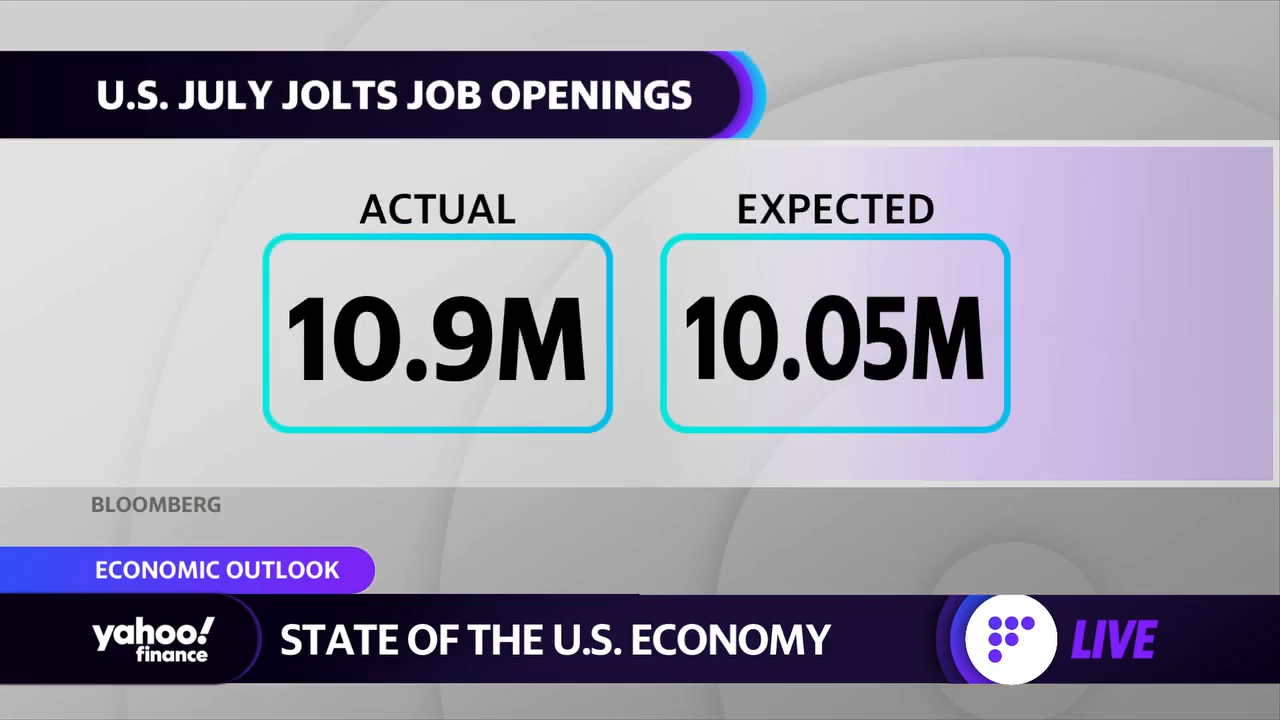 U.S. JULY JOLTS JOB OPENINGS
ACTUAL
EXPECTED
10.9M
10.05M
BLOOMBERG
ECONOMIC OUTLOOK
yahoo!
finance
STATE OF THE U.S. ECONOMY
LIVE